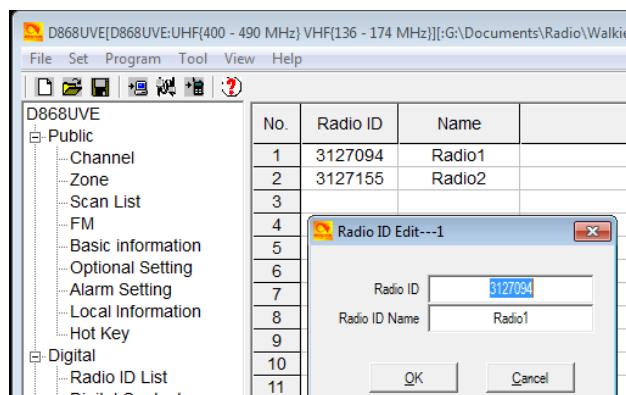 D868UVE[D868UVE:UHF{400 - 490 MHz} VHF{136 - 174 MHz}][:G:\Documents\Radio\Walkie
File Set Program Tool View Help
D868UVE
Public
Channel
Zone
Scan List
FM
Basic information
Optional Setting
Alarm Setting
Local Information
Hot Key
Digital
Radio ID List
No. Radio ID Name
1 3127094 Radio1
2 3127155 Radio2
3
4
5
6
7
8
9
10
11
Radio ID Edit---1
Radio ID 3127094
Radio ID Name Radio1
OK Cancel